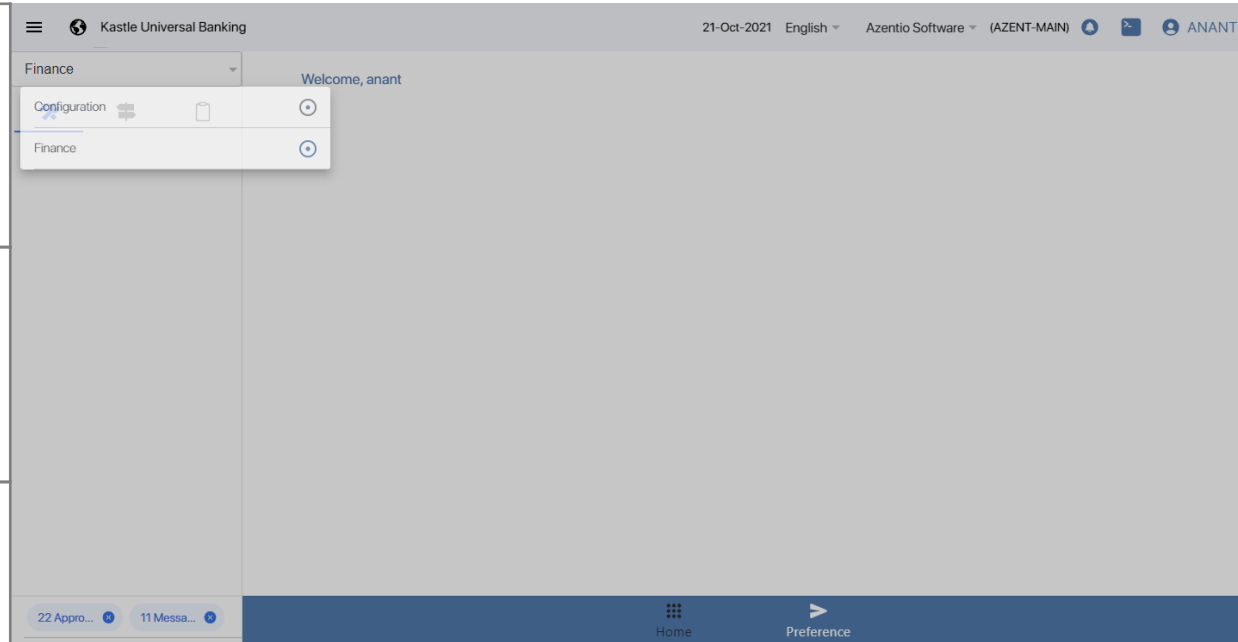 Kastle Universal Banking 21-Oct-2021 English Azentio Software (AZENT-MAIN) ANANT
Finance
Welcome, anant
Configuration
Finance
22 Appro... 11 Messa...
Home Preference